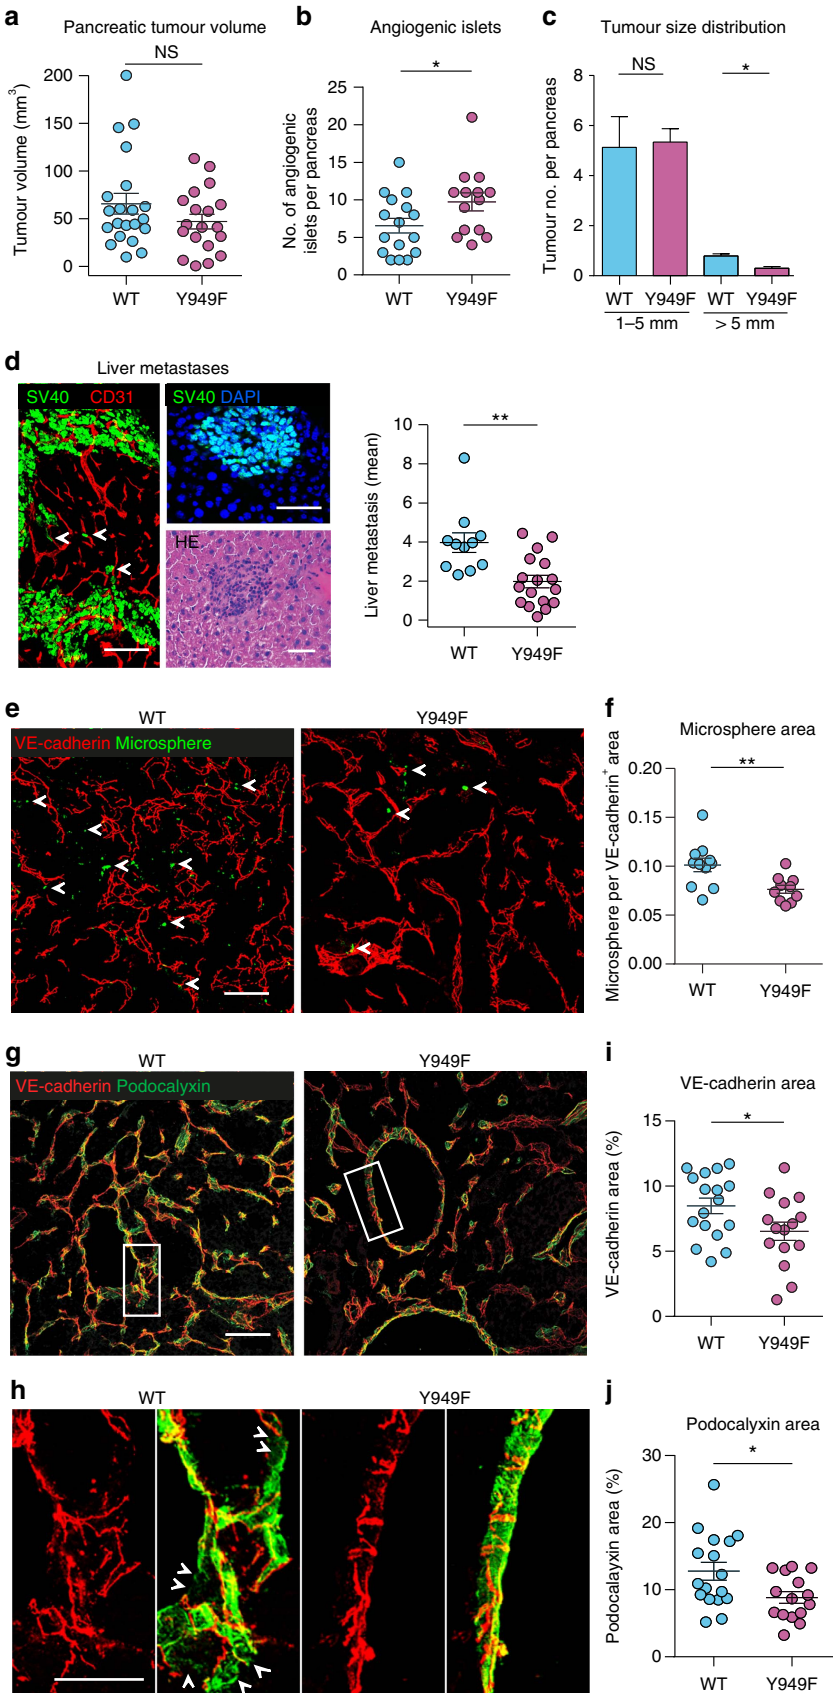 a
Pancreatic tumour volume
NS
Tumour volume (mm³)
200
150
100
50
0
WT
Y949F
b
Angiogenic islets
*
No. of angiogenic
islets per pancreas
25
20
15
10
5
0
WT
Y949F
c
Tumour size distribution
NS
*
Tumour no. per pancreas
8
6
4
2
0
WT
Y949F
WT
Y949F
1–5 mm
> 5 mm
d
Liver metastases
SV40 CD31
SV40 DAPI
HE
**
Liver metastasis (mean)
10
8
6
4
2
0
WT
Y949F
e
WT
Y949F
VE-cadherin Microsphere
f
Microsphere area
**
Microsphere per VE-cadherin⁺ area
0.20
0.15
0.10
0.05
0.00
WT
Y949F
g
WT
Y949F
VE-cadherin Podocalyxin
i
VE-cadherin area
*
VE-cadherin area (%)
15
10
5
0
WT
Y949F
h
WT
Y949F
j
Podocalyxin area
*
Podocalayxin area (%)
30
20
10
0
WT
Y949F